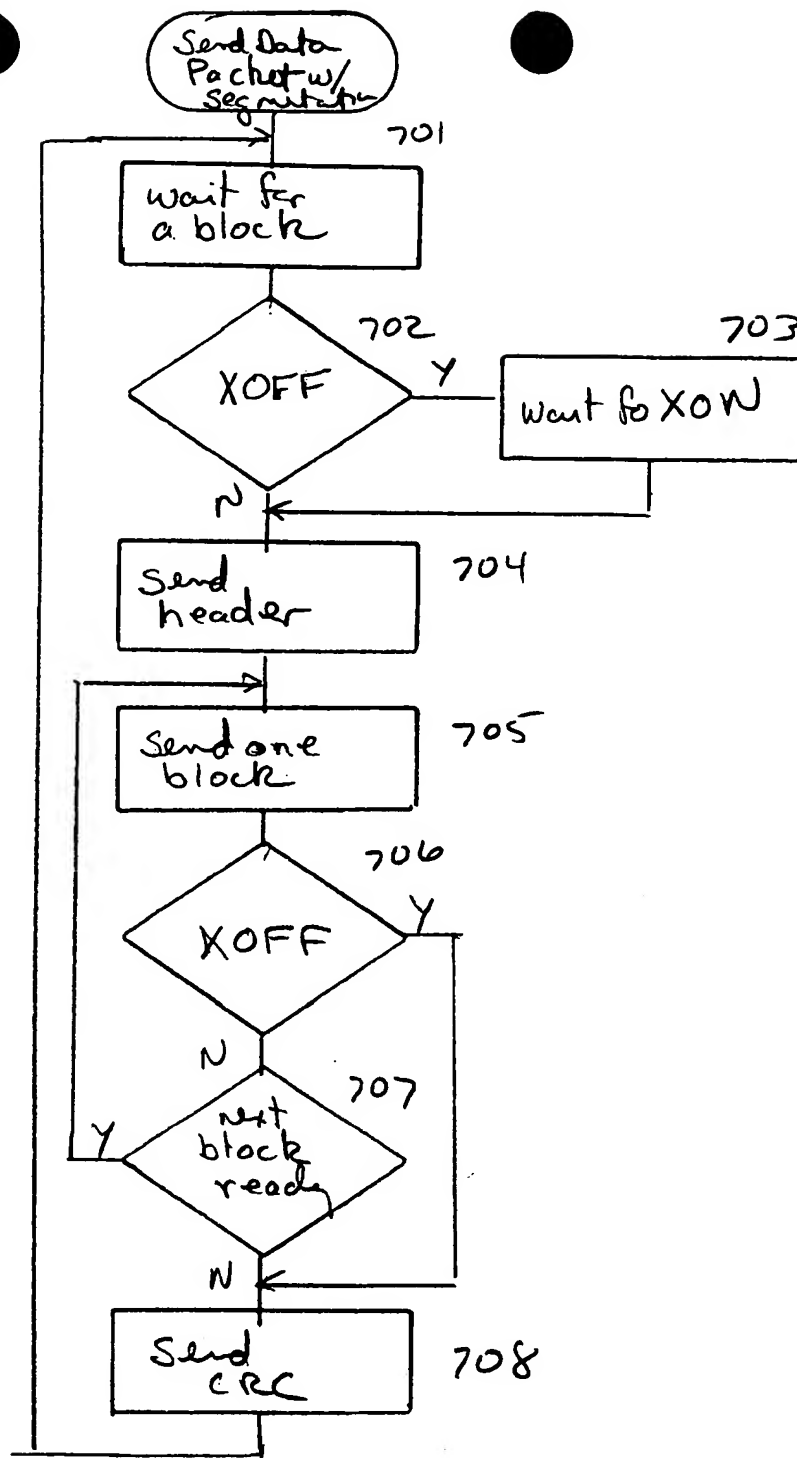 Send Data
Packet w/
Segmentation
701
wait for
a block
702
XOFF
Y
703
wait for XON
N
704
Send
header
705
Send one
block
706
XOFF
Y
N
707
next
block
ready
Y
N
Send
CRC
708